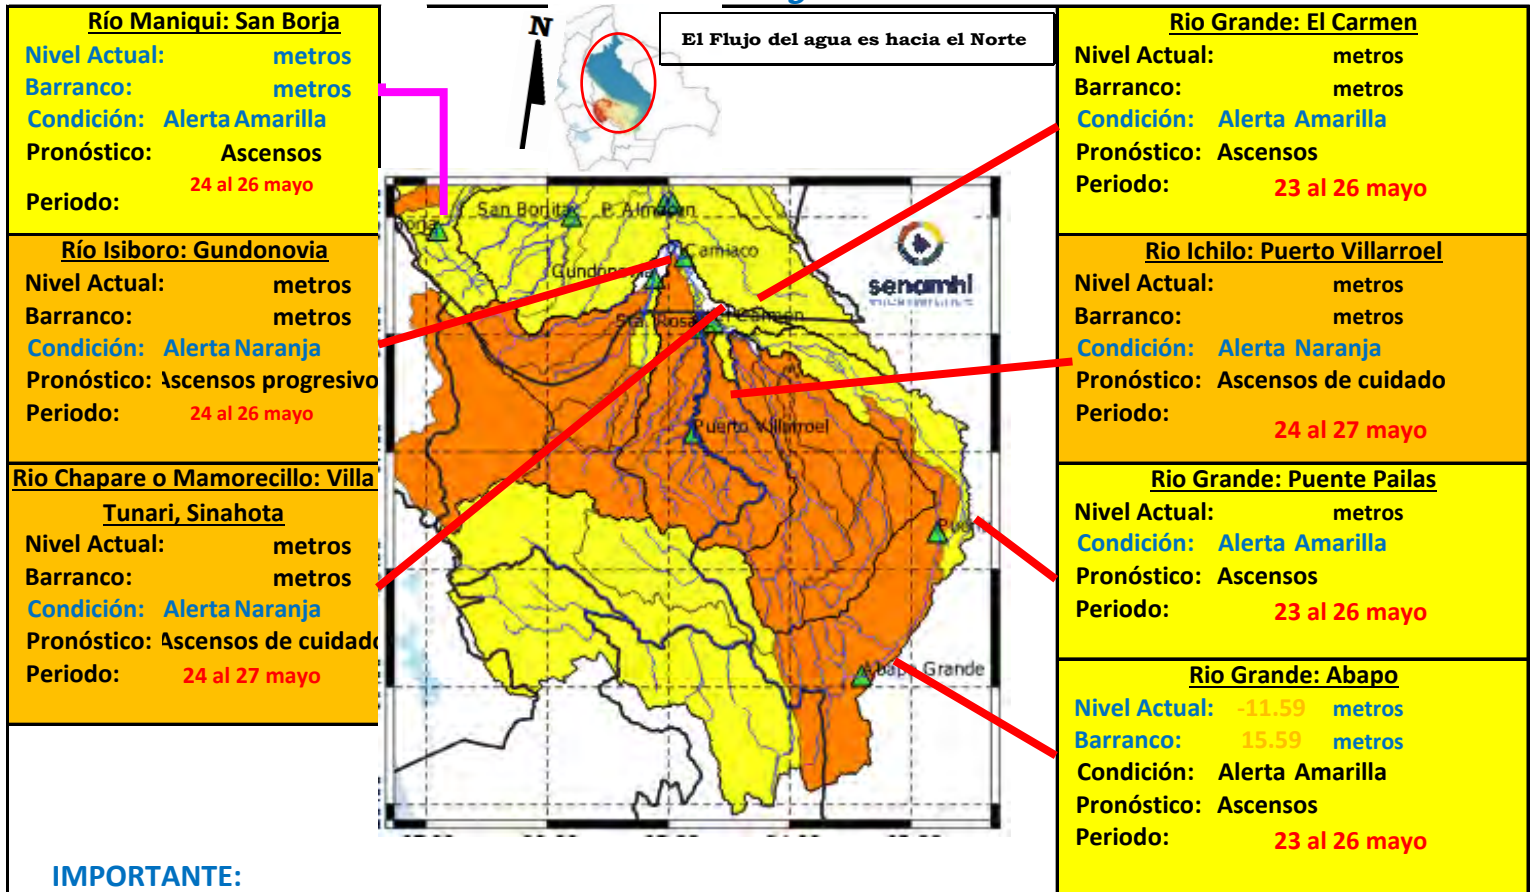 Río Maniqui: San Borja
Nivel Actual: metros
Barranco: metros
Condición: Alerta Amarilla
Pronóstico: Ascensos
Periodo: 24 al 26 mayo
Río Isiboro: Gundonovia
Nivel Actual: metros
Barranco: metros
Condición: Alerta Naranja
Pronóstico: Ascensos progresivo
Periodo: 24 al 26 mayo
Rio Chapare o Mamorecillo: Villa
Tunari, Sinahota
Nivel Actual: metros
Barranco: metros
Condición: Alerta Naranja
Pronóstico: Ascensos de cuidado
Periodo: 24 al 27 mayo
IMPORTANTE:
N
El Flujo del agua es hacia el Norte
San Borjita
P. Almacen
Camiaco
senamhi
Sta. Rosa
El Carmen
Puerto Villarroel
Abapo Grande
Rio Grande: El Carmen
Nivel Actual: metros
Barranco: metros
Condición: Alerta Amarilla
Pronóstico: Ascensos
Periodo: 23 al 26 mayo
Rio Ichilo: Puerto Villarroel
Nivel Actual: metros
Barranco: metros
Condición: Alerta Naranja
Pronóstico: Ascensos de cuidado
Periodo: 24 al 27 mayo
Rio Grande: Puente Pailas
Nivel Actual: metros
Condición: Alerta Amarilla
Pronóstico: Ascensos
Periodo: 23 al 26 mayo
Rio Grande: Abapo
Nivel Actual: -11.59 metros
Barranco: 15.59 metros
Condición: Alerta Amarilla
Pronóstico: Ascensos
Periodo: 23 al 26 mayo